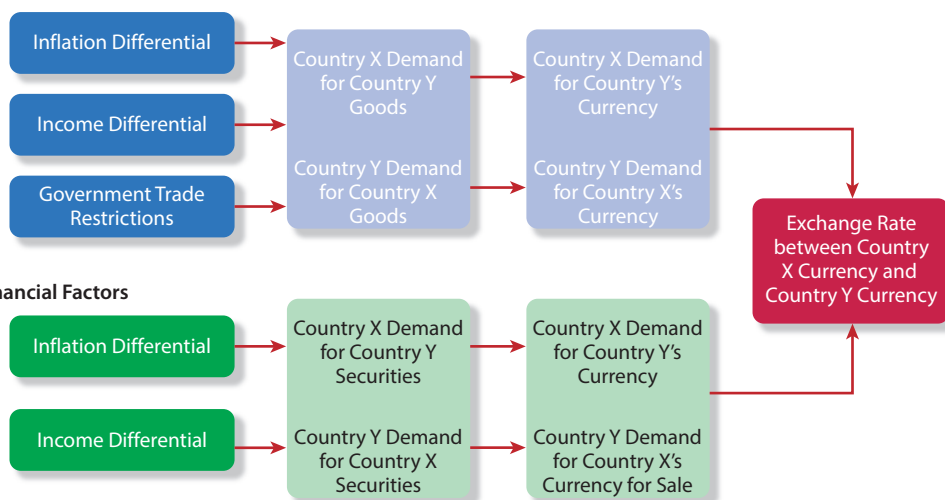 Inflation Differential
Income Differential
Government Trade
Restrictions
Country X Demand
for Country Y
Goods
Country Y Demand
for Country X
Goods
Country X Demand
for Country Y's
Currency
Country Y Demand
for Country X's
Currency
Exchange Rate
between Country
X Currency and
Country Y Currency
nancial Factors
Inflation Differential
Income Differential
Country X Demand
for Country Y
Securities
Country Y Demand
for Country X
Securities
Country X Demand
for Country Y's
Currency
Country Y Demand
for Country X's
Currency for Sale